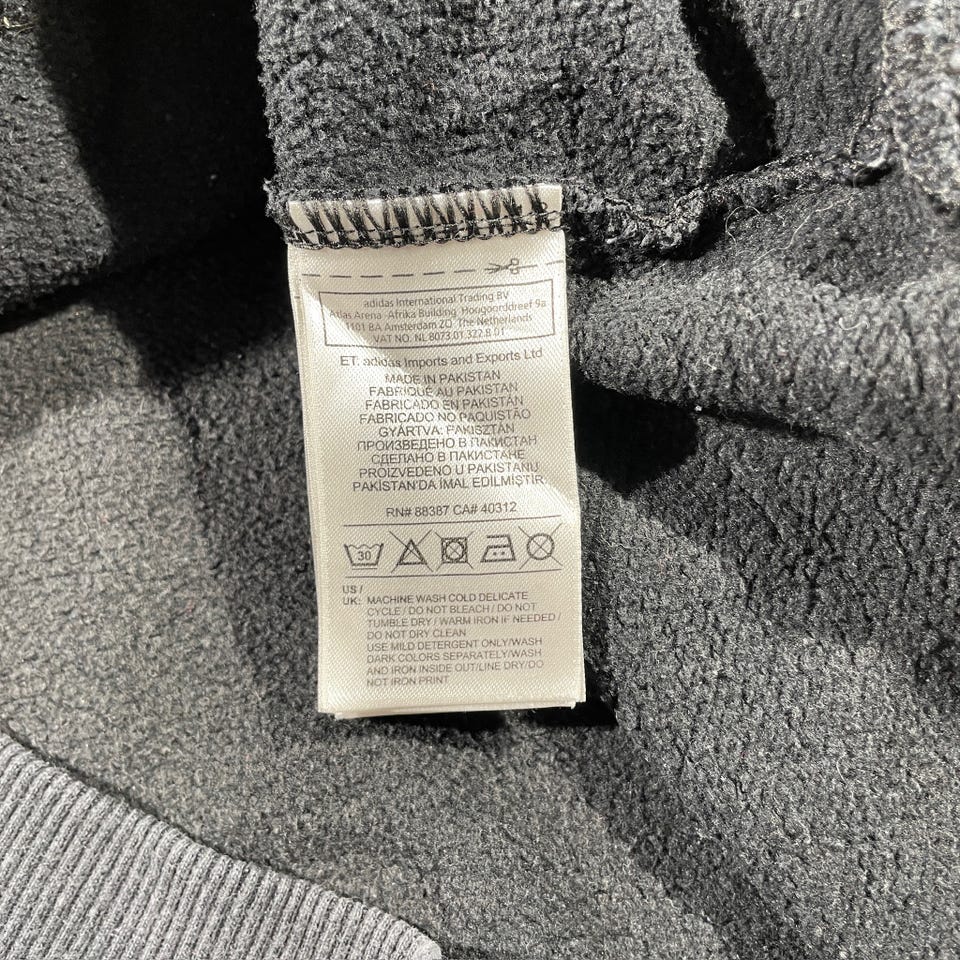 adidas International Trading BV
Atlas Arena -Afrika Building Hoogoorddreef 9a
1101 BA Amsterdam ZO The Netherlands
VAT NO. NL 8073.01.322.B.01
ET. adidas Imports and Exports Ltd
MADE IN PAKISTAN
FABRIQUÉ AU PAKISTAN
FABRICADO EN PAKISTÁN
FABRICADO NO PAQUISTÃO
GYÁRTVA: PAKISZTÁN
ПРОИЗВЕДЕНО В ПАКИСТАН
СДЕЛАНО В ПАКИСТАНЕ
PROIZVEDENO U PAKISTANU
PAKİSTAN'DA İMAL EDİLMİŞTİR.
RN# 88387 CA# 40312
30
US /
UK: MACHINE WASH COLD DELICATE
CYCLE / DO NOT BLEACH / DO NOT
TUMBLE DRY / WARM IRON IF NEEDED /
DO NOT DRY CLEAN
USE MILD DETERGENT ONLY/WASH
DARK COLORS SEPARATELY/WASH
AND IRON INSIDE OUT/LINE DRY/DO
NOT IRON PRINT